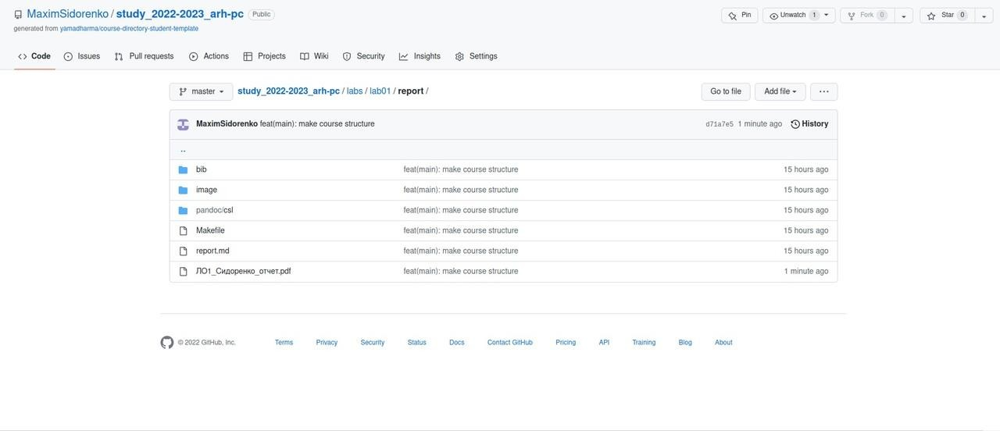 MaximSidorenko / study_2022-2023_arh-pc Public Pin Unwatch 1 Fork 0 Star 0
generated from yamadharma/course-directory-student-template
Code Issues Pull requests Actions Projects Wiki Security Insights Settings
master study_2022-2023_arh-pc / labs / lab01 / report / Go to file Add file ...
MaximSidorenko feat(main): make course structure d71a7e5 1 minute ago History
..
bib feat(main): make course structure 15 hours ago
image feat(main): make course structure 15 hours ago
pandoc/csl feat(main): make course structure 15 hours ago
Makefile feat(main): make course structure 15 hours ago
report.md feat(main): make course structure 15 hours ago
ЛО1_Сидоренко_отчет.pdf feat(main): make course structure 1 minute ago
© 2022 GitHub, Inc. Terms Privacy Security Status Docs Contact GitHub Pricing API Training Blog About